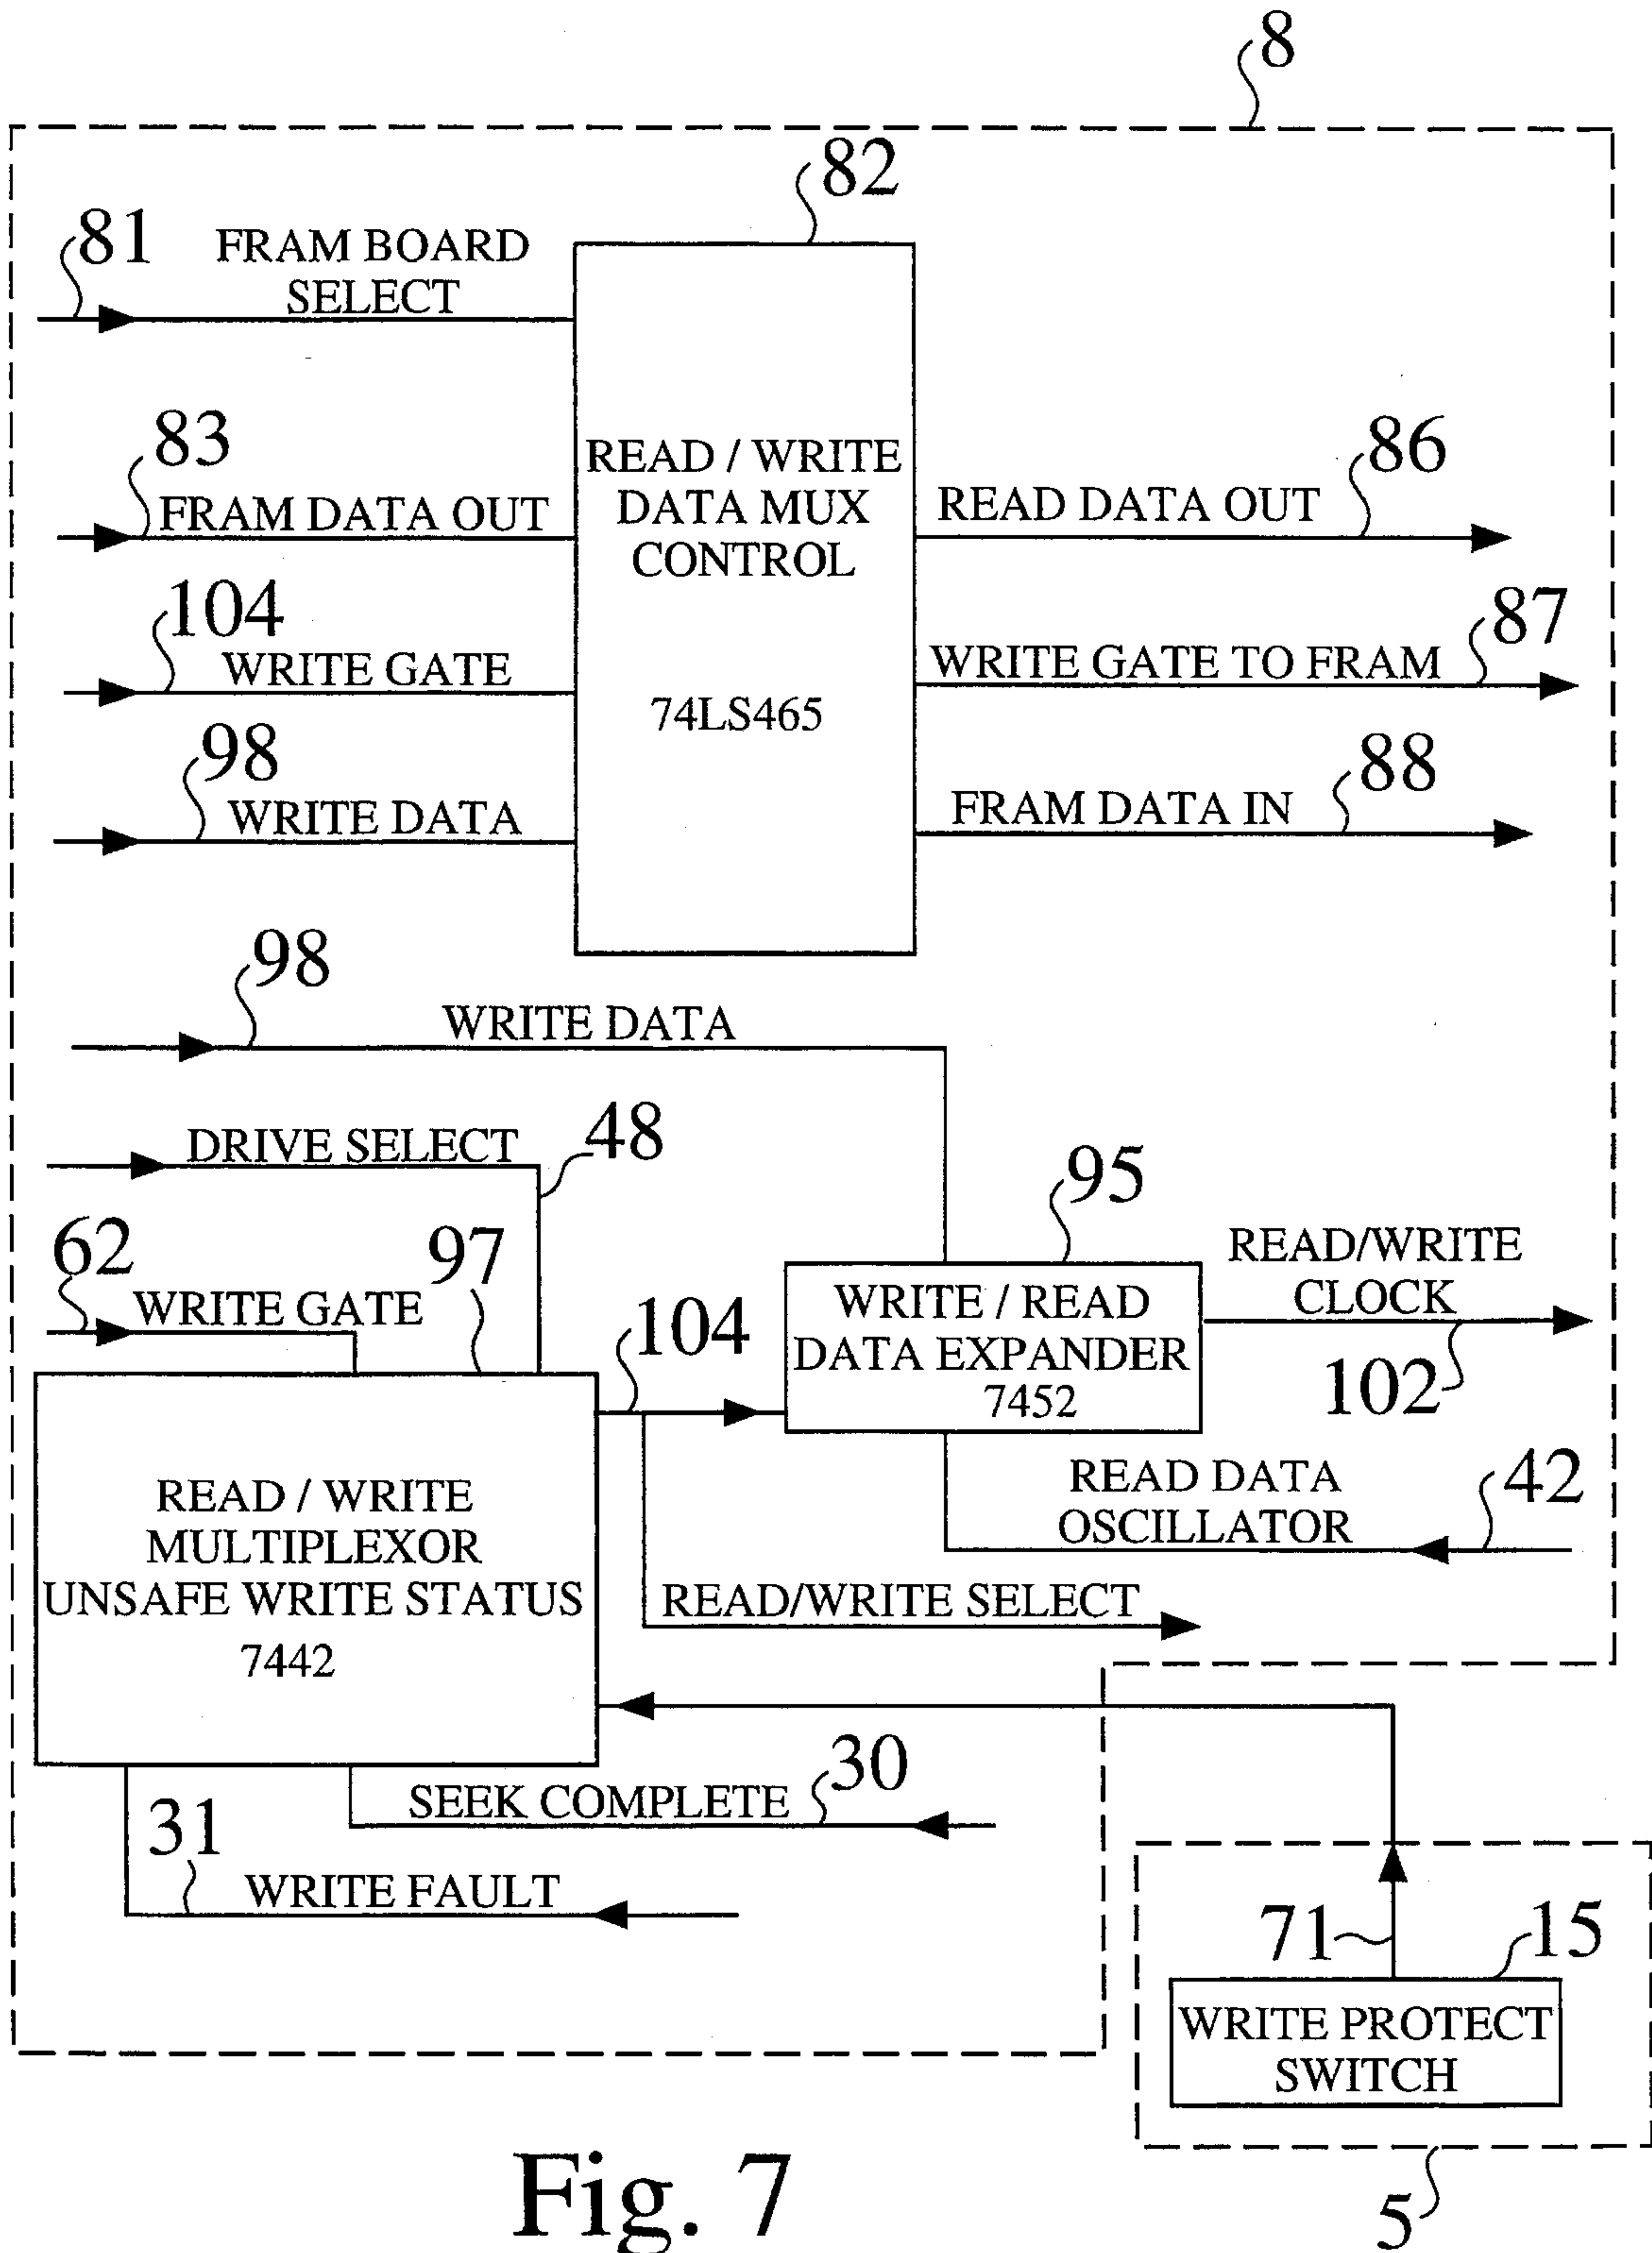 8
82
81
FRAM BOARD
SELECT
83
FRAM DATA OUT
READ / WRITE
DATA MUX
CONTROL
86
READ DATA OUT
104
WRITE GATE
87
WRITE GATE TO FRAM
74LS465
98
WRITE DATA
88
FRAM DATA IN
98
WRITE DATA
DRIVE SELECT
48
95
62
WRITE GATE
97
104
WRITE / READ
DATA EXPANDER
7452
READ/WRITE
CLOCK
102
READ / WRITE
MULTIPLEXOR
UNSAFE WRITE STATUS
7442
READ DATA
OSCILLATOR
42
READ/WRITE SELECT
SEEK COMPLETE
30
31
WRITE FAULT
71
15
WRITE PROTECT
SWITCH
5
Fig. 7